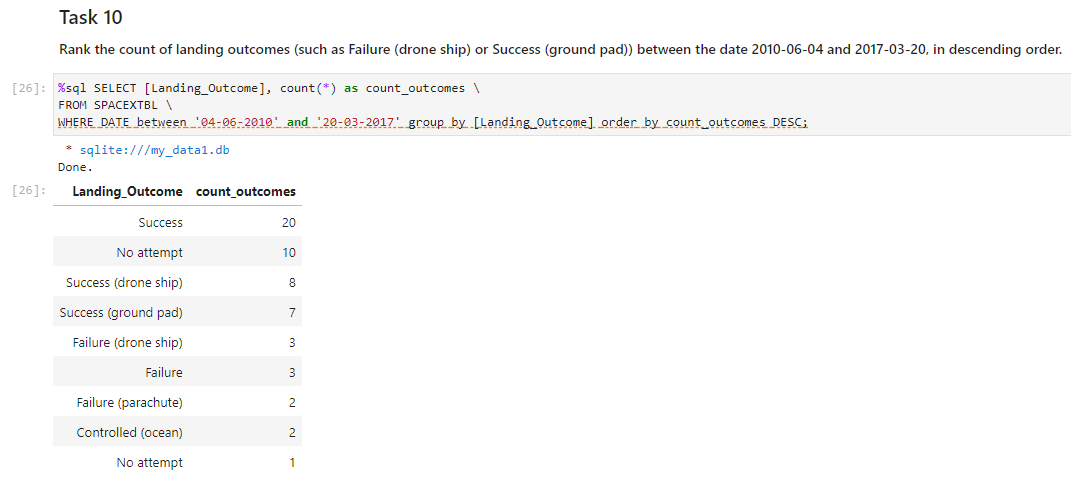 Task 10
Rank the count of landing outcomes (such as Failure (drone ship) or Success (ground pad)) between the date 2010-06-04 and 2017-03-20, in descending order.
[26]: %sql SELECT [Landing_Outcome], count(*) as count_outcomes \
FROM SPACEXTBL \
WHERE DATE between '04-06-2010' and '20-03-2017' group by [Landing_Outcome] order by count_outcomes DESC;
* sqlite:///my_data1.db
Done.
[26]: Landing_Outcome count_outcomes
Success 20
No attempt 10
Success (drone ship) 8
Success (ground pad) 7
Failure (drone ship) 3
Failure 3
Failure (parachute) 2
Controlled (ocean) 2
No attempt 1